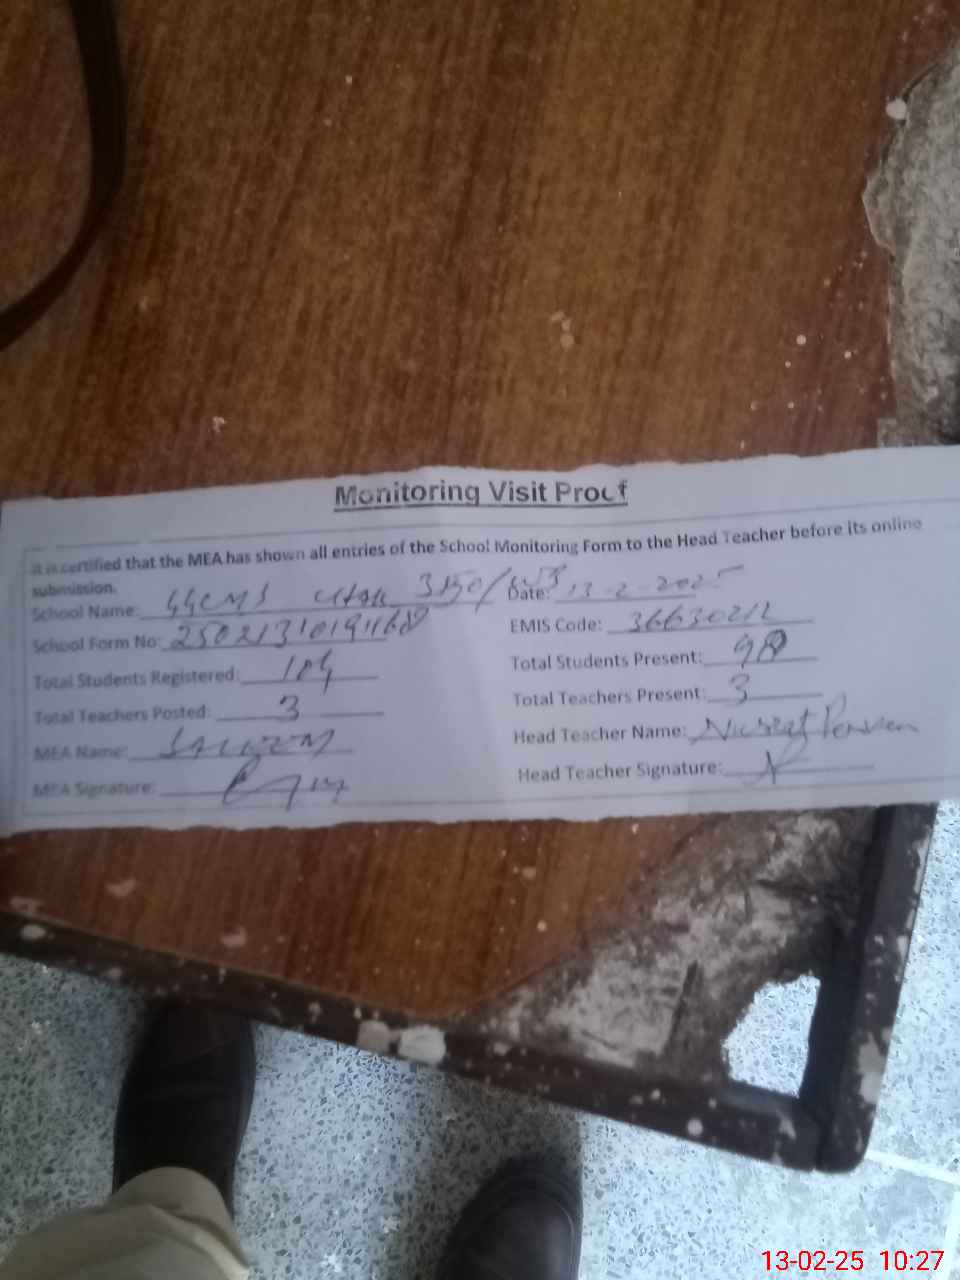 Monitoring Visit Proof
It is certified that the MEA has shown all entries of the School Monitoring Form to the Head Teacher before its online
submission.
School Name: Date: 13-2-2025
School Form No: EMIS Code: 36630212
Total Students Registered: 104 Total Students Present:
Total Teachers Posted: 3 Total Teachers Present: 3
MEA Name: Head Teacher Name: Nusrat Perveen
MEA Signature: Head Teacher Signature:
13-02-25 10:27